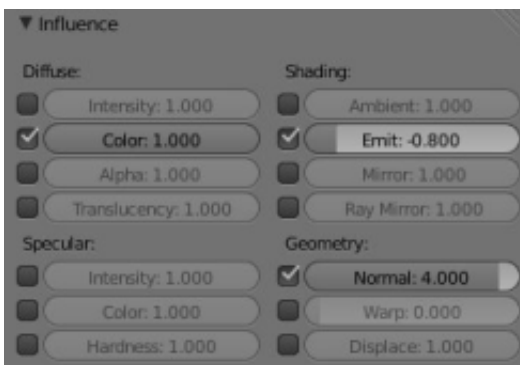 Influence
Diffuse: Shading:
Intensity: 1.000 Ambient: 1.000
Color: 1.000 Emit: -0.800
Alpha: 1.000 Mirror: 1.000
Translucency: 1.000 Ray Mirror: 1.000
Specular: Geometry:
Intensity: 1.000 Normal: 4.000
Color: 1.000 Warp: 0.000
Hardness: 1.000 Displace: 1.000